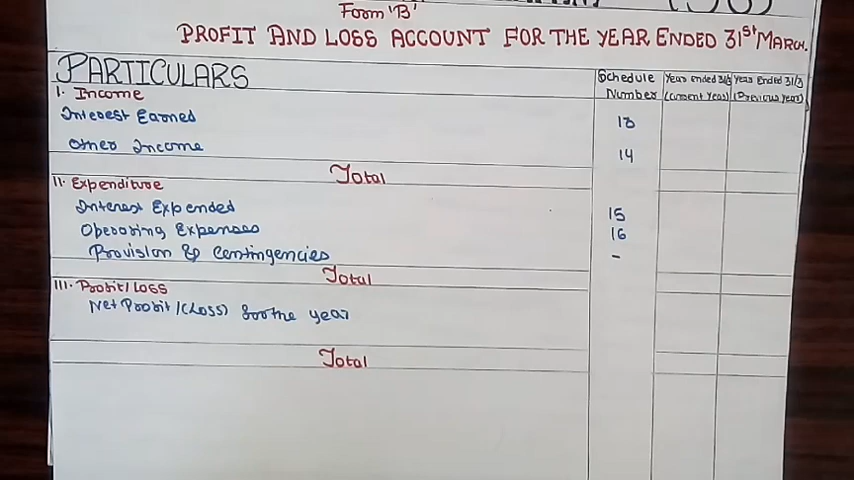 Form 'B'
PROFIT AND LOSS ACCOUNT FOR THE YEAR ENDED 31st MARCH.
PARTICULARS
Schedule Number
Years ended 31/3 (Current Year)
Years Ended 31/3 (Previous year)
I. Income
Interest Earned 13
Other Income 14
Total
II. Expenditure
Interest Expended 15
Operating Expenses 16
Provision & Contingencies -
Total
III. Profit/Loss
Net Profit/(Loss) for the year
Total